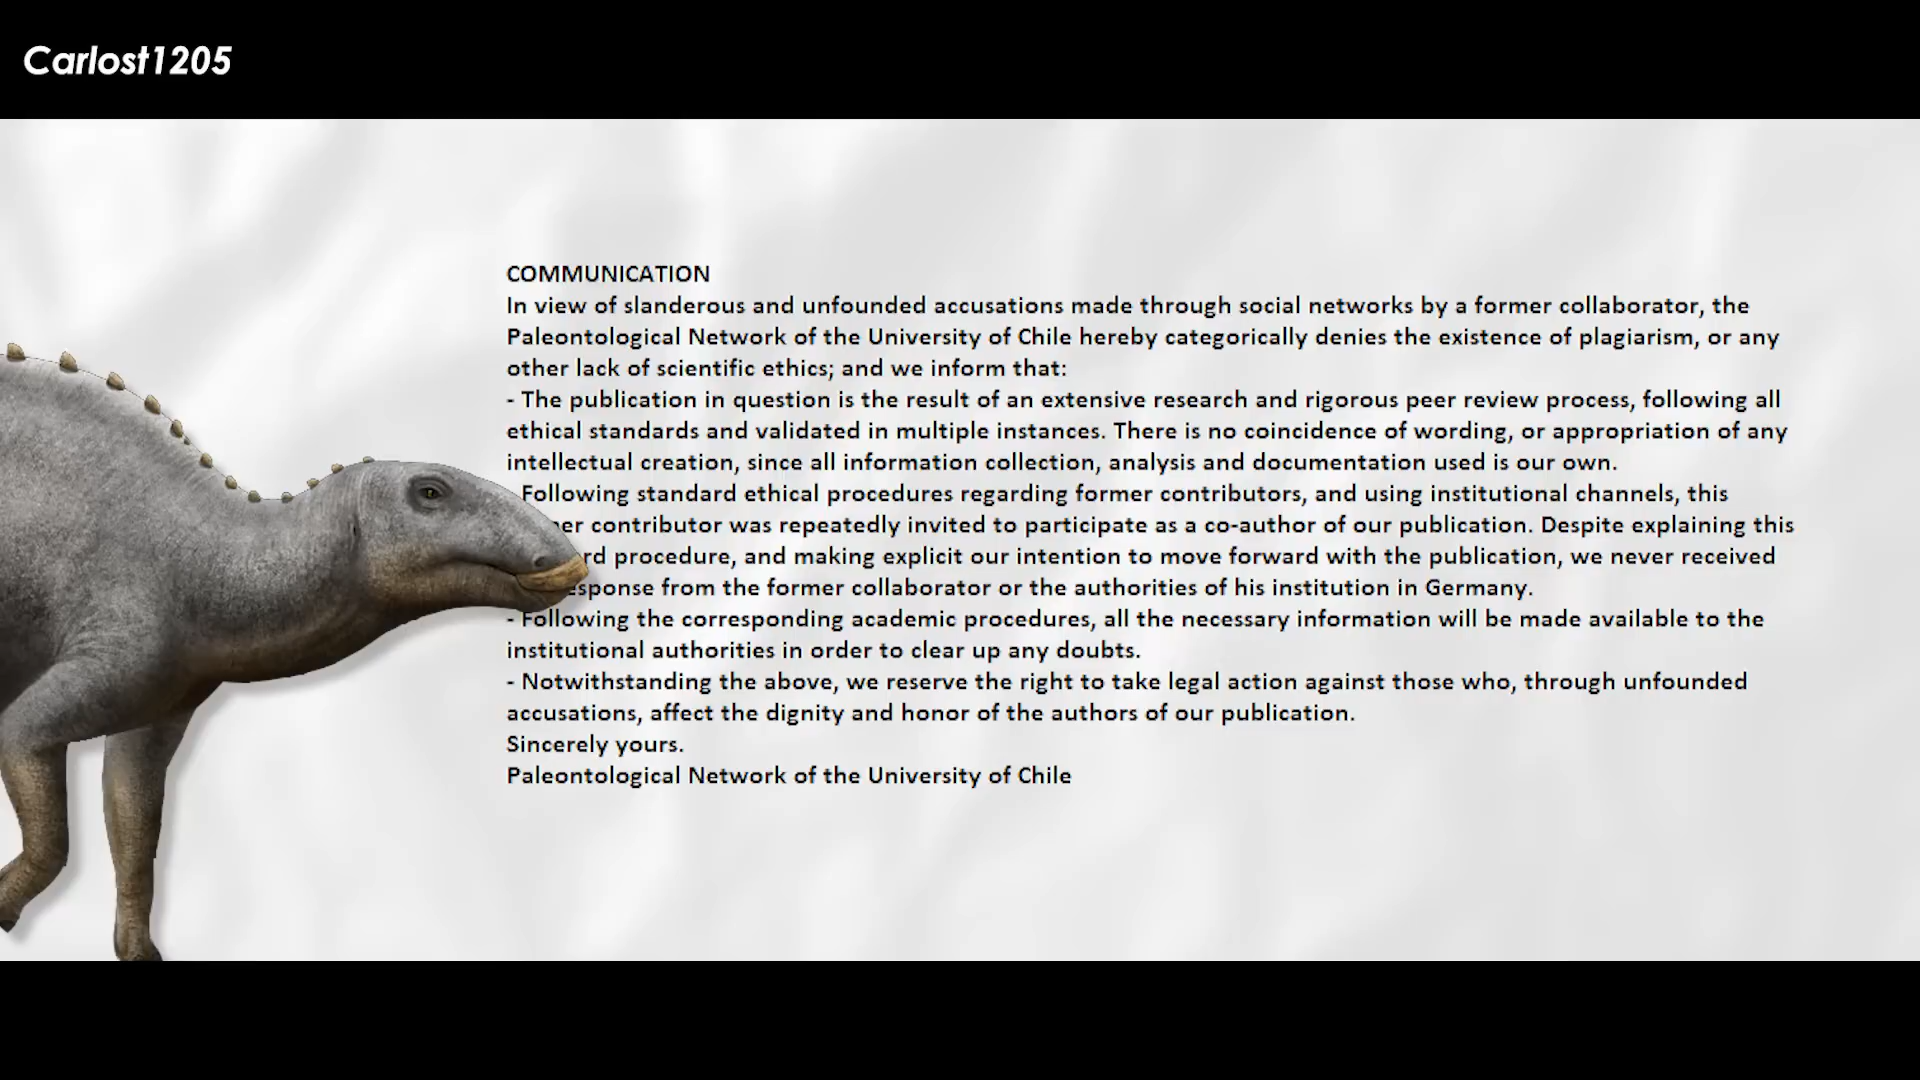 Carlost1205
COMMUNICATION
In view of slanderous and unfounded accusations made through social networks by a former collaborator, the
Paleontological Network of the University of Chile hereby categorically denies the existence of plagiarism, or any
other lack of scientific ethics; and we inform that:
- The publication in question is the result of an extensive research and rigorous peer review process, following all
ethical standards and validated in multiple instances. There is no coincidence of wording, or appropriation of any
intellectual creation, since all information collection, analysis and documentation used is our own.
Following standard ethical procedures regarding former contributors, and using institutional channels, this
contributor was repeatedly invited to participate as a co-author of our publication. Despite explaining this
procedure, and making explicit our intention to move forward with the publication, we never received
from the former collaborator or the authorities of his institution in Germany.
- Following the corresponding academic procedures, all the necessary information will be made available to the
institutional authorities in order to clear up any doubts.
- Notwithstanding the above, we reserve the right to take legal action against those who, through unfounded
accusations, affect the dignity and honor of the authors of our publication.
Sincerely yours.
Paleontological Network of the University of Chile